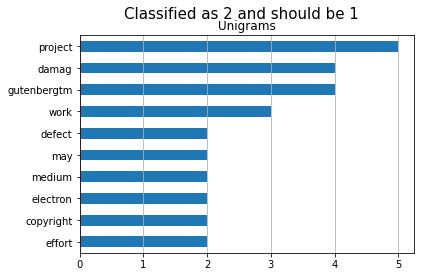 Classified as 2 and should be 1
Unigrams
project
damag
gutenbergtm
work
defect
may
medium
electron
copyright
effort
0 1 2 3 4 5